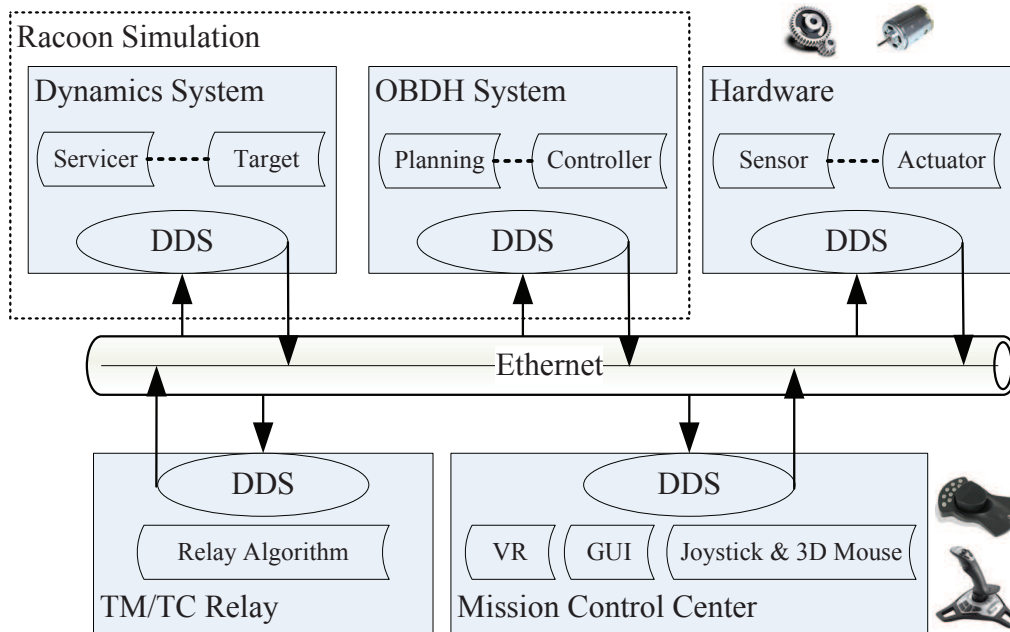 Racoon Simulation
Dynamics System
Servicer
Target
DDS
OBDH System
Planning
Controller
DDS
Hardware
Sensor
Actuator
DDS
Ethernet
DDS
Relay Algorithm
TM/TC Relay
DDS
VR
GUI
Joystick & 3D Mouse
Mission Control Center